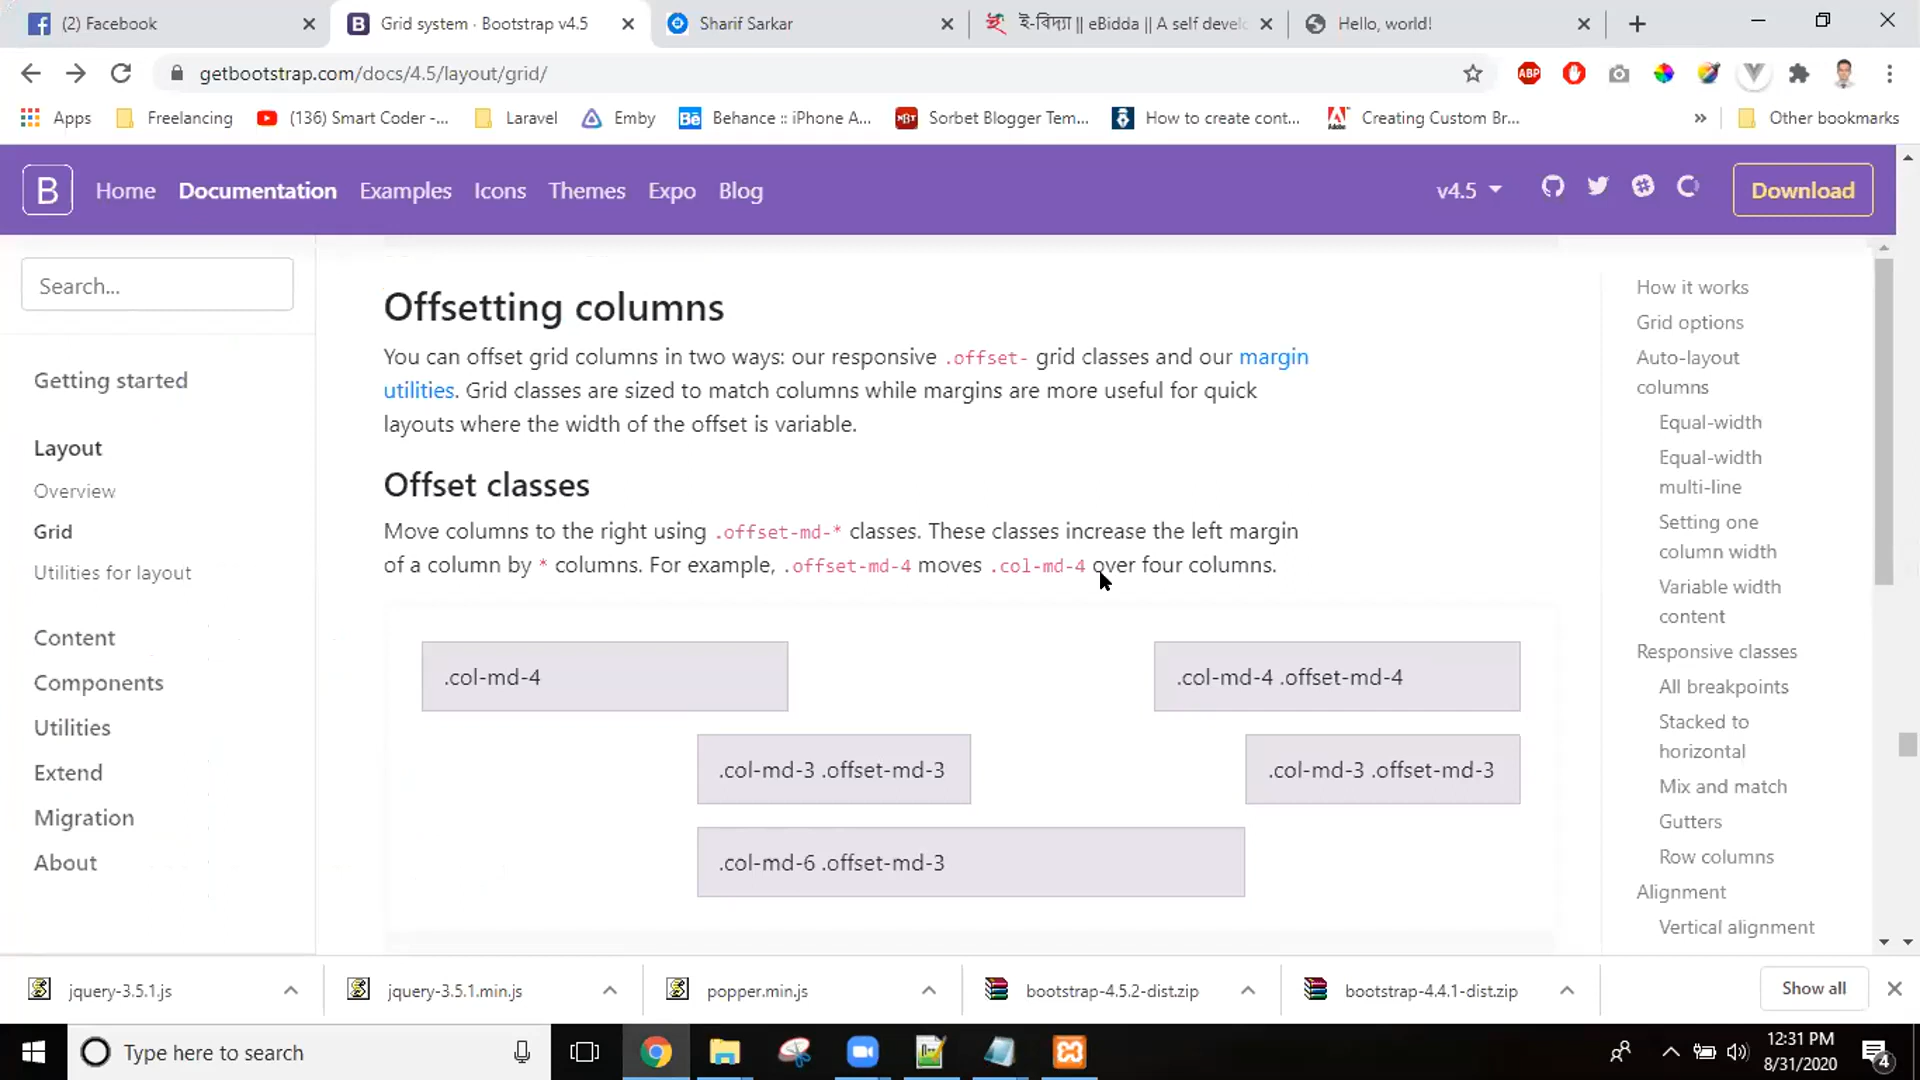 (2) Facebook
Grid system · Bootstrap v4.5
Sharif Sarkar
ই-বিদ্যা || eBidda || A self develo
Hello, world!
getbootstrap.com/docs/4.5/layout/grid/
ABP
Apps
Freelancing
(136) Smart Coder -...
Laravel
Emby
Behance :: iPhone A...
Sorbet Blogger Tem...
How to create cont...
Creating Custom Br...
»
Other bookmarks
B
Home
Documentation
Examples
Icons
Themes
Expo
Blog
v4.5
Download
Search...
Getting started
Layout
Overview
Grid
Utilities for layout
Content
Components
Utilities
Extend
Migration
About
Offsetting columns
You can offset grid columns in two ways: our responsive .offset- grid classes and our margin
utilities. Grid classes are sized to match columns while margins are more useful for quick
layouts where the width of the offset is variable.
Offset classes
Move columns to the right using .offset-md-* classes. These classes increase the left margin
of a column by * columns. For example, .offset-md-4 moves .col-md-4 over four columns.
.col-md-4
.col-md-4 .offset-md-4
.col-md-3 .offset-md-3
.col-md-3 .offset-md-3
.col-md-6 .offset-md-3
How it works
Grid options
Auto-layout
columns
Equal-width
Equal-width
multi-line
Setting one
column width
Variable width
content
Responsive classes
All breakpoints
Stacked to
horizontal
Mix and match
Gutters
Row columns
Alignment
Vertical alignment
jquery-3.5.1.js
jquery-3.5.1.min.js
popper.min.js
bootstrap-4.5.2-dist.zip
bootstrap-4.4.1-dist.zip
Show all
Type here to search
12:31 PM
8/31/2020
4